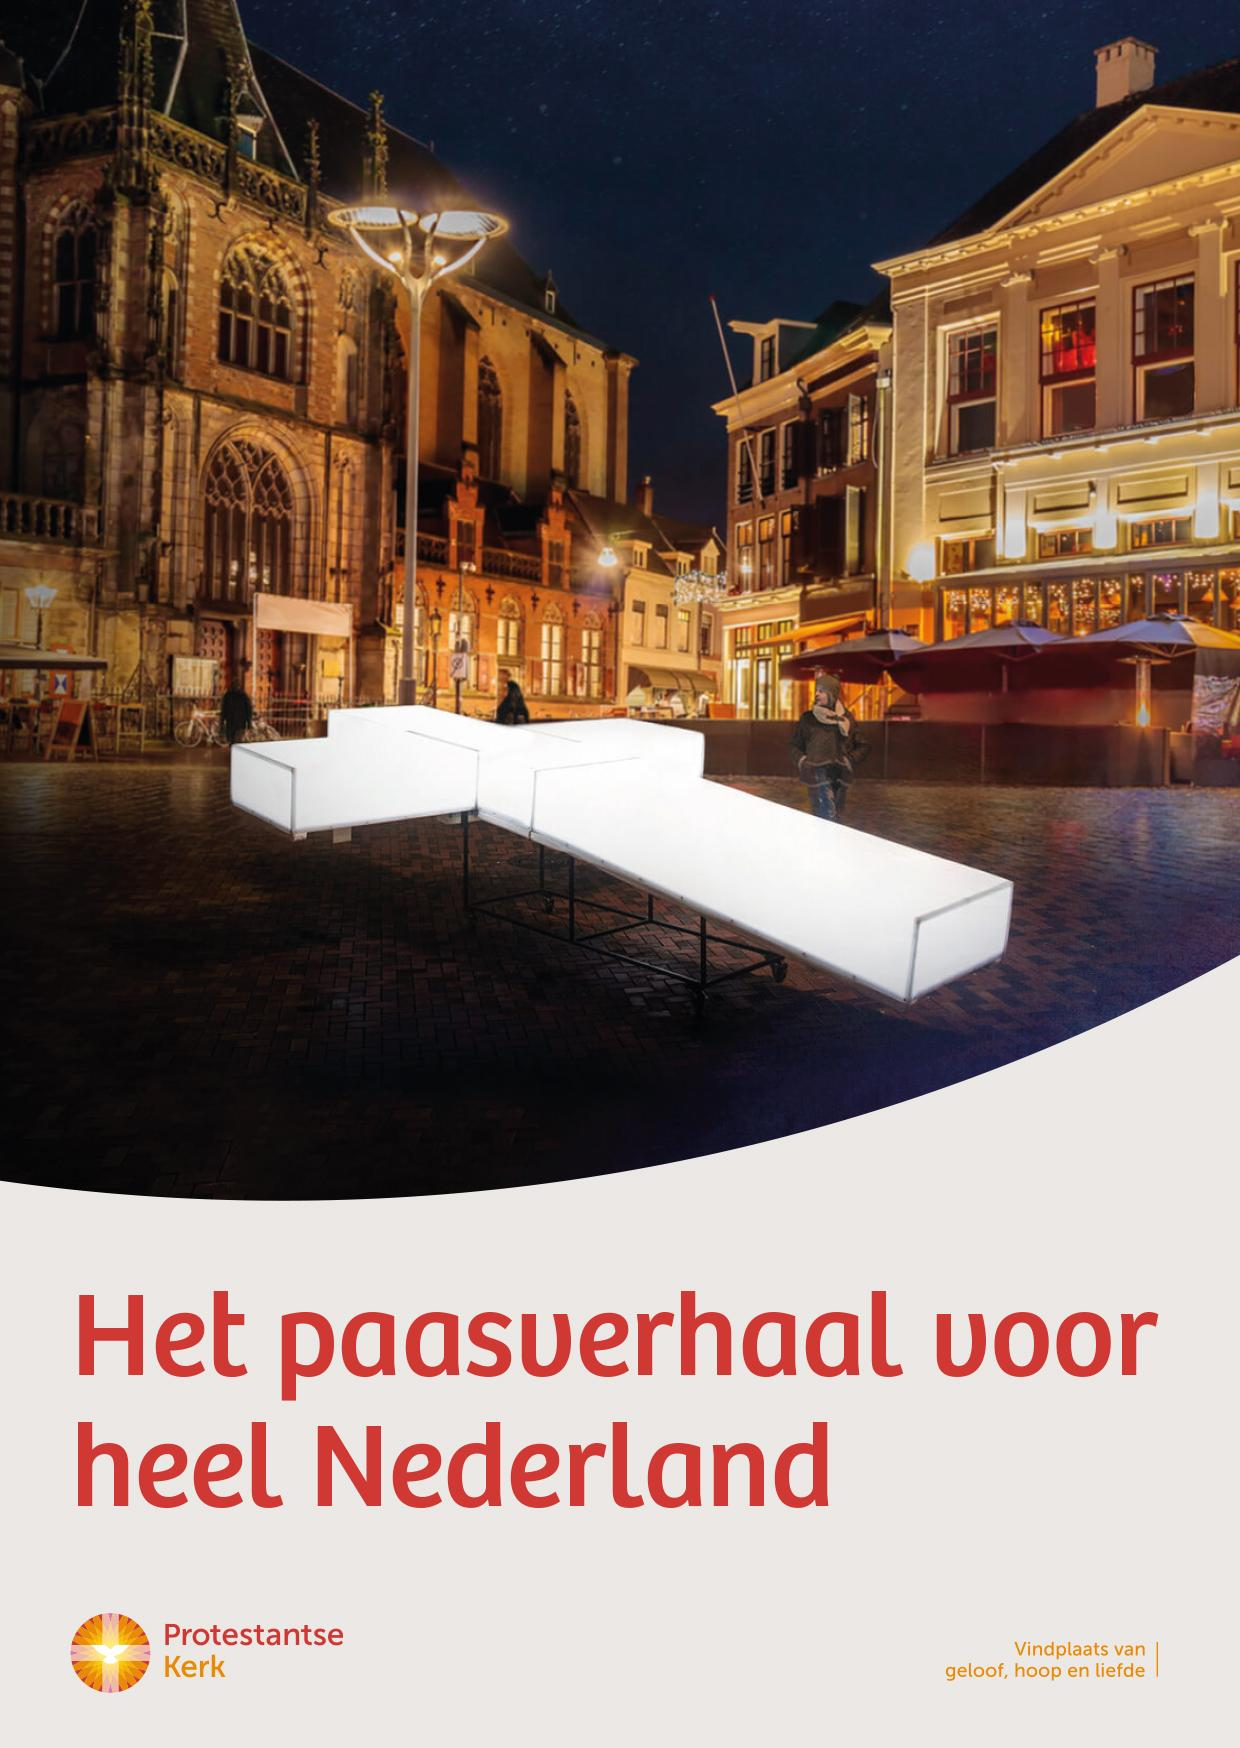 Het paasverhaal voor
heel Nederland
Protestantse
Kerk
Vindplaats van
geloof, hoop en liefde